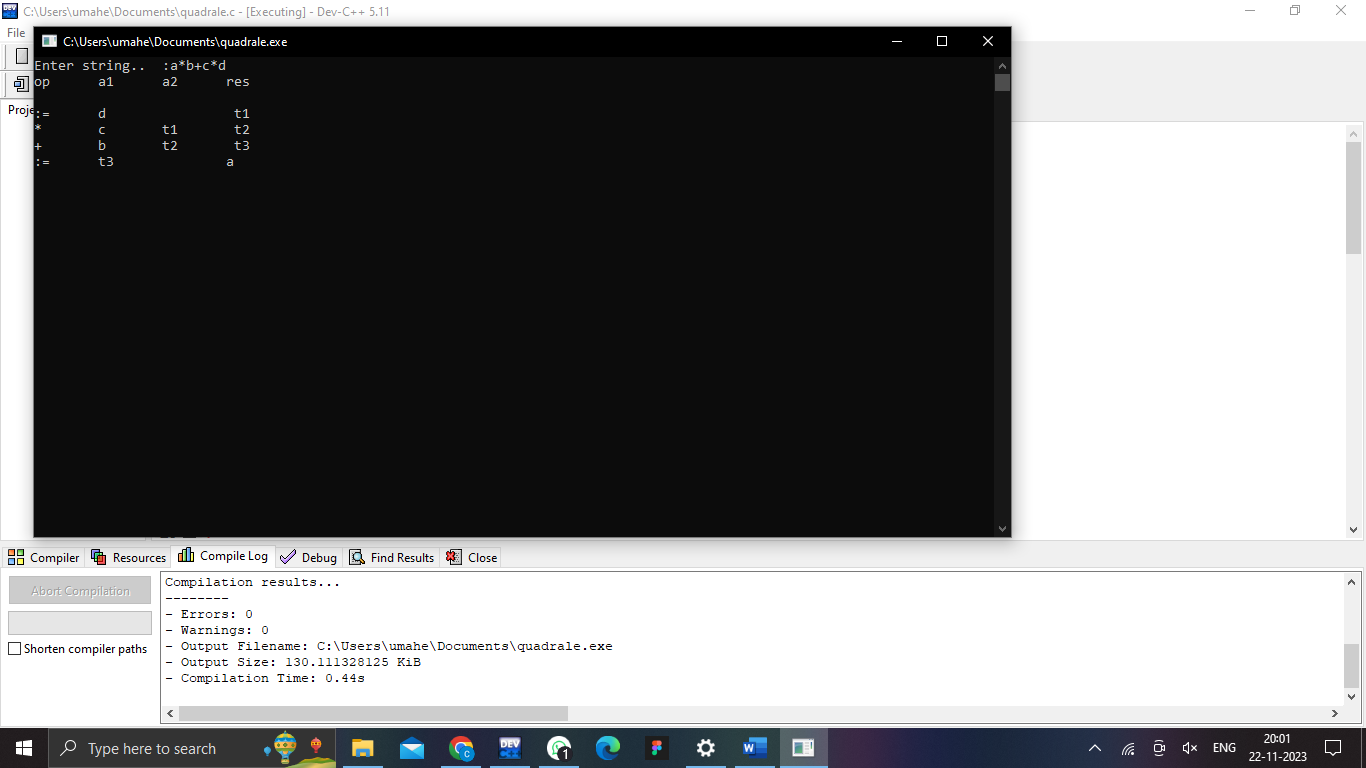 C:\Users\umahe\Documents\quadrale.c - [Executing] - Dev-C++ 5.11
File
C:\Users\umahe\Documents\quadrale.exe
Enter string..  :a*b+c*d
op      a1      a2      res
:=      d                t1
*       c       t1       t2
+       b       t2       t3
:=      t3              a
Proje
Compiler Resources Compile Log Debug Find Results Close
Abort Compilation
Shorten compiler paths
Compilation results...
--------
- Errors: 0
- Warnings: 0
- Output Filename: C:\Users\umahe\Documents\quadrale.exe
- Output Size: 130.111328125 KiB
- Compilation Time: 0.44s
Type here to search
DEV
1
ENG
20:01
22-11-2023